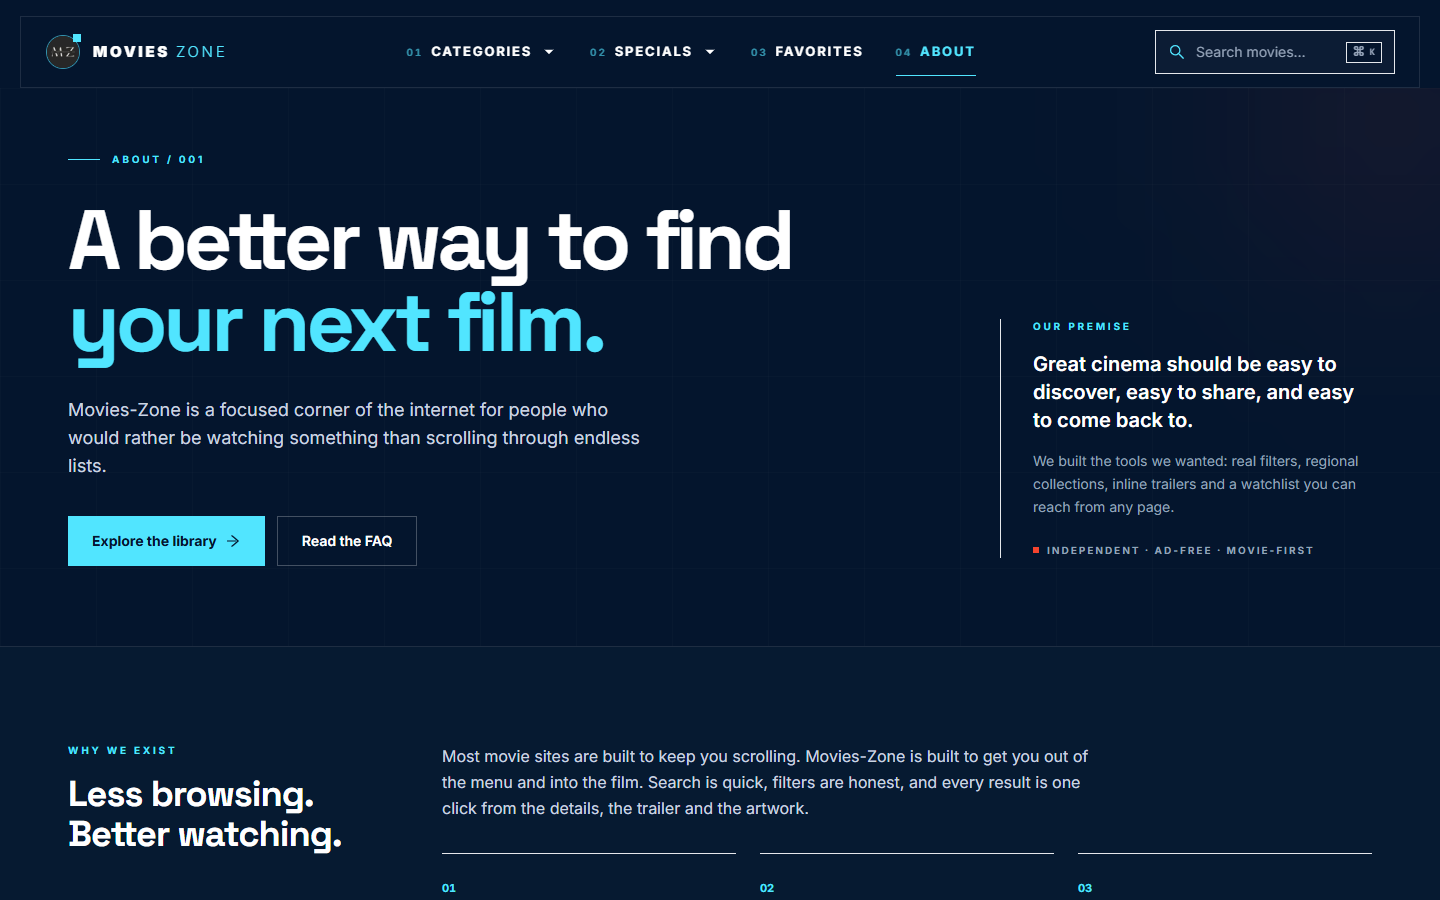 MZ MOVIES ZONE
01 CATEGORIES
02 SPECIALS
03 FAVORITES
04 ABOUT
Search movies...
⌘ K
ABOUT / 001
A better way to find
your next film.
Movies-Zone is a focused corner of the internet for people who
would rather be watching something than scrolling through endless
lists.
Explore the library →
Read the FAQ
OUR PREMISE
Great cinema should be easy to
discover, easy to share, and easy
to come back to.
We built the tools we wanted: real filters, regional
collections, inline trailers and a watchlist you can
reach from any page.
INDEPENDENT · AD-FREE · MOVIE-FIRST
WHY WE EXIST
Less browsing.
Better watching.
Most movie sites are built to keep you scrolling. Movies-Zone is built to get you out of
the menu and into the film. Search is quick, filters are honest, and every result is one
click from the details, the trailer and the artwork.
01
02
03